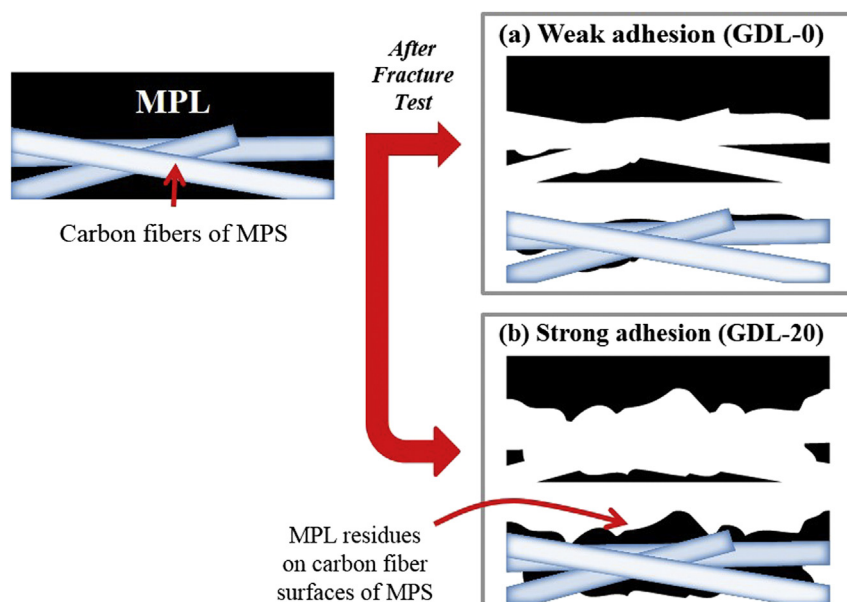 MPL
Carbon fibers of MPS
After
Fracture
Test
(a) Weak adhesion (GDL-0)
(b) Strong adhesion (GDL-20)
MPL residues
on carbon fiber
surfaces of MPS